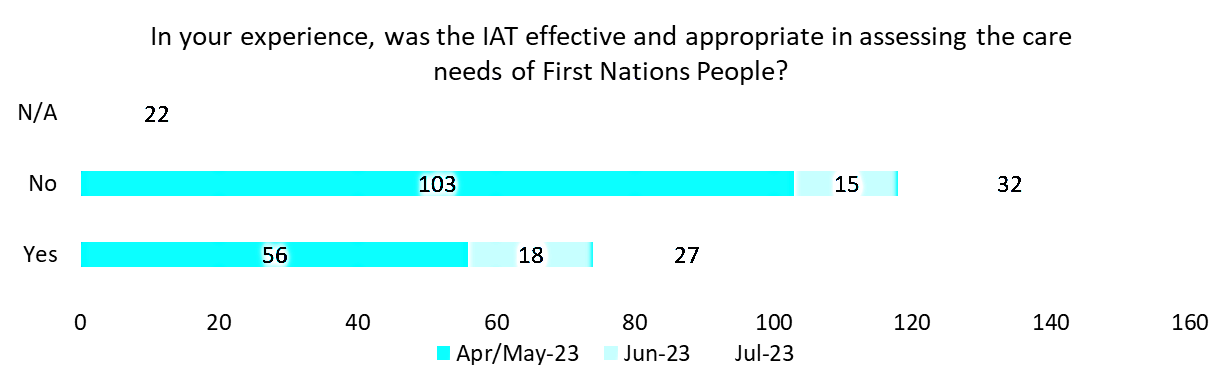 In your experience, was the IAT effective and appropriate in assessing the care
needs of First Nations People?
N/A 22
No 103 15 32
Yes 56 18 27
0 20 40 60 80 100 120 140 160
Apr/May-23 Jun-23 Jul-23